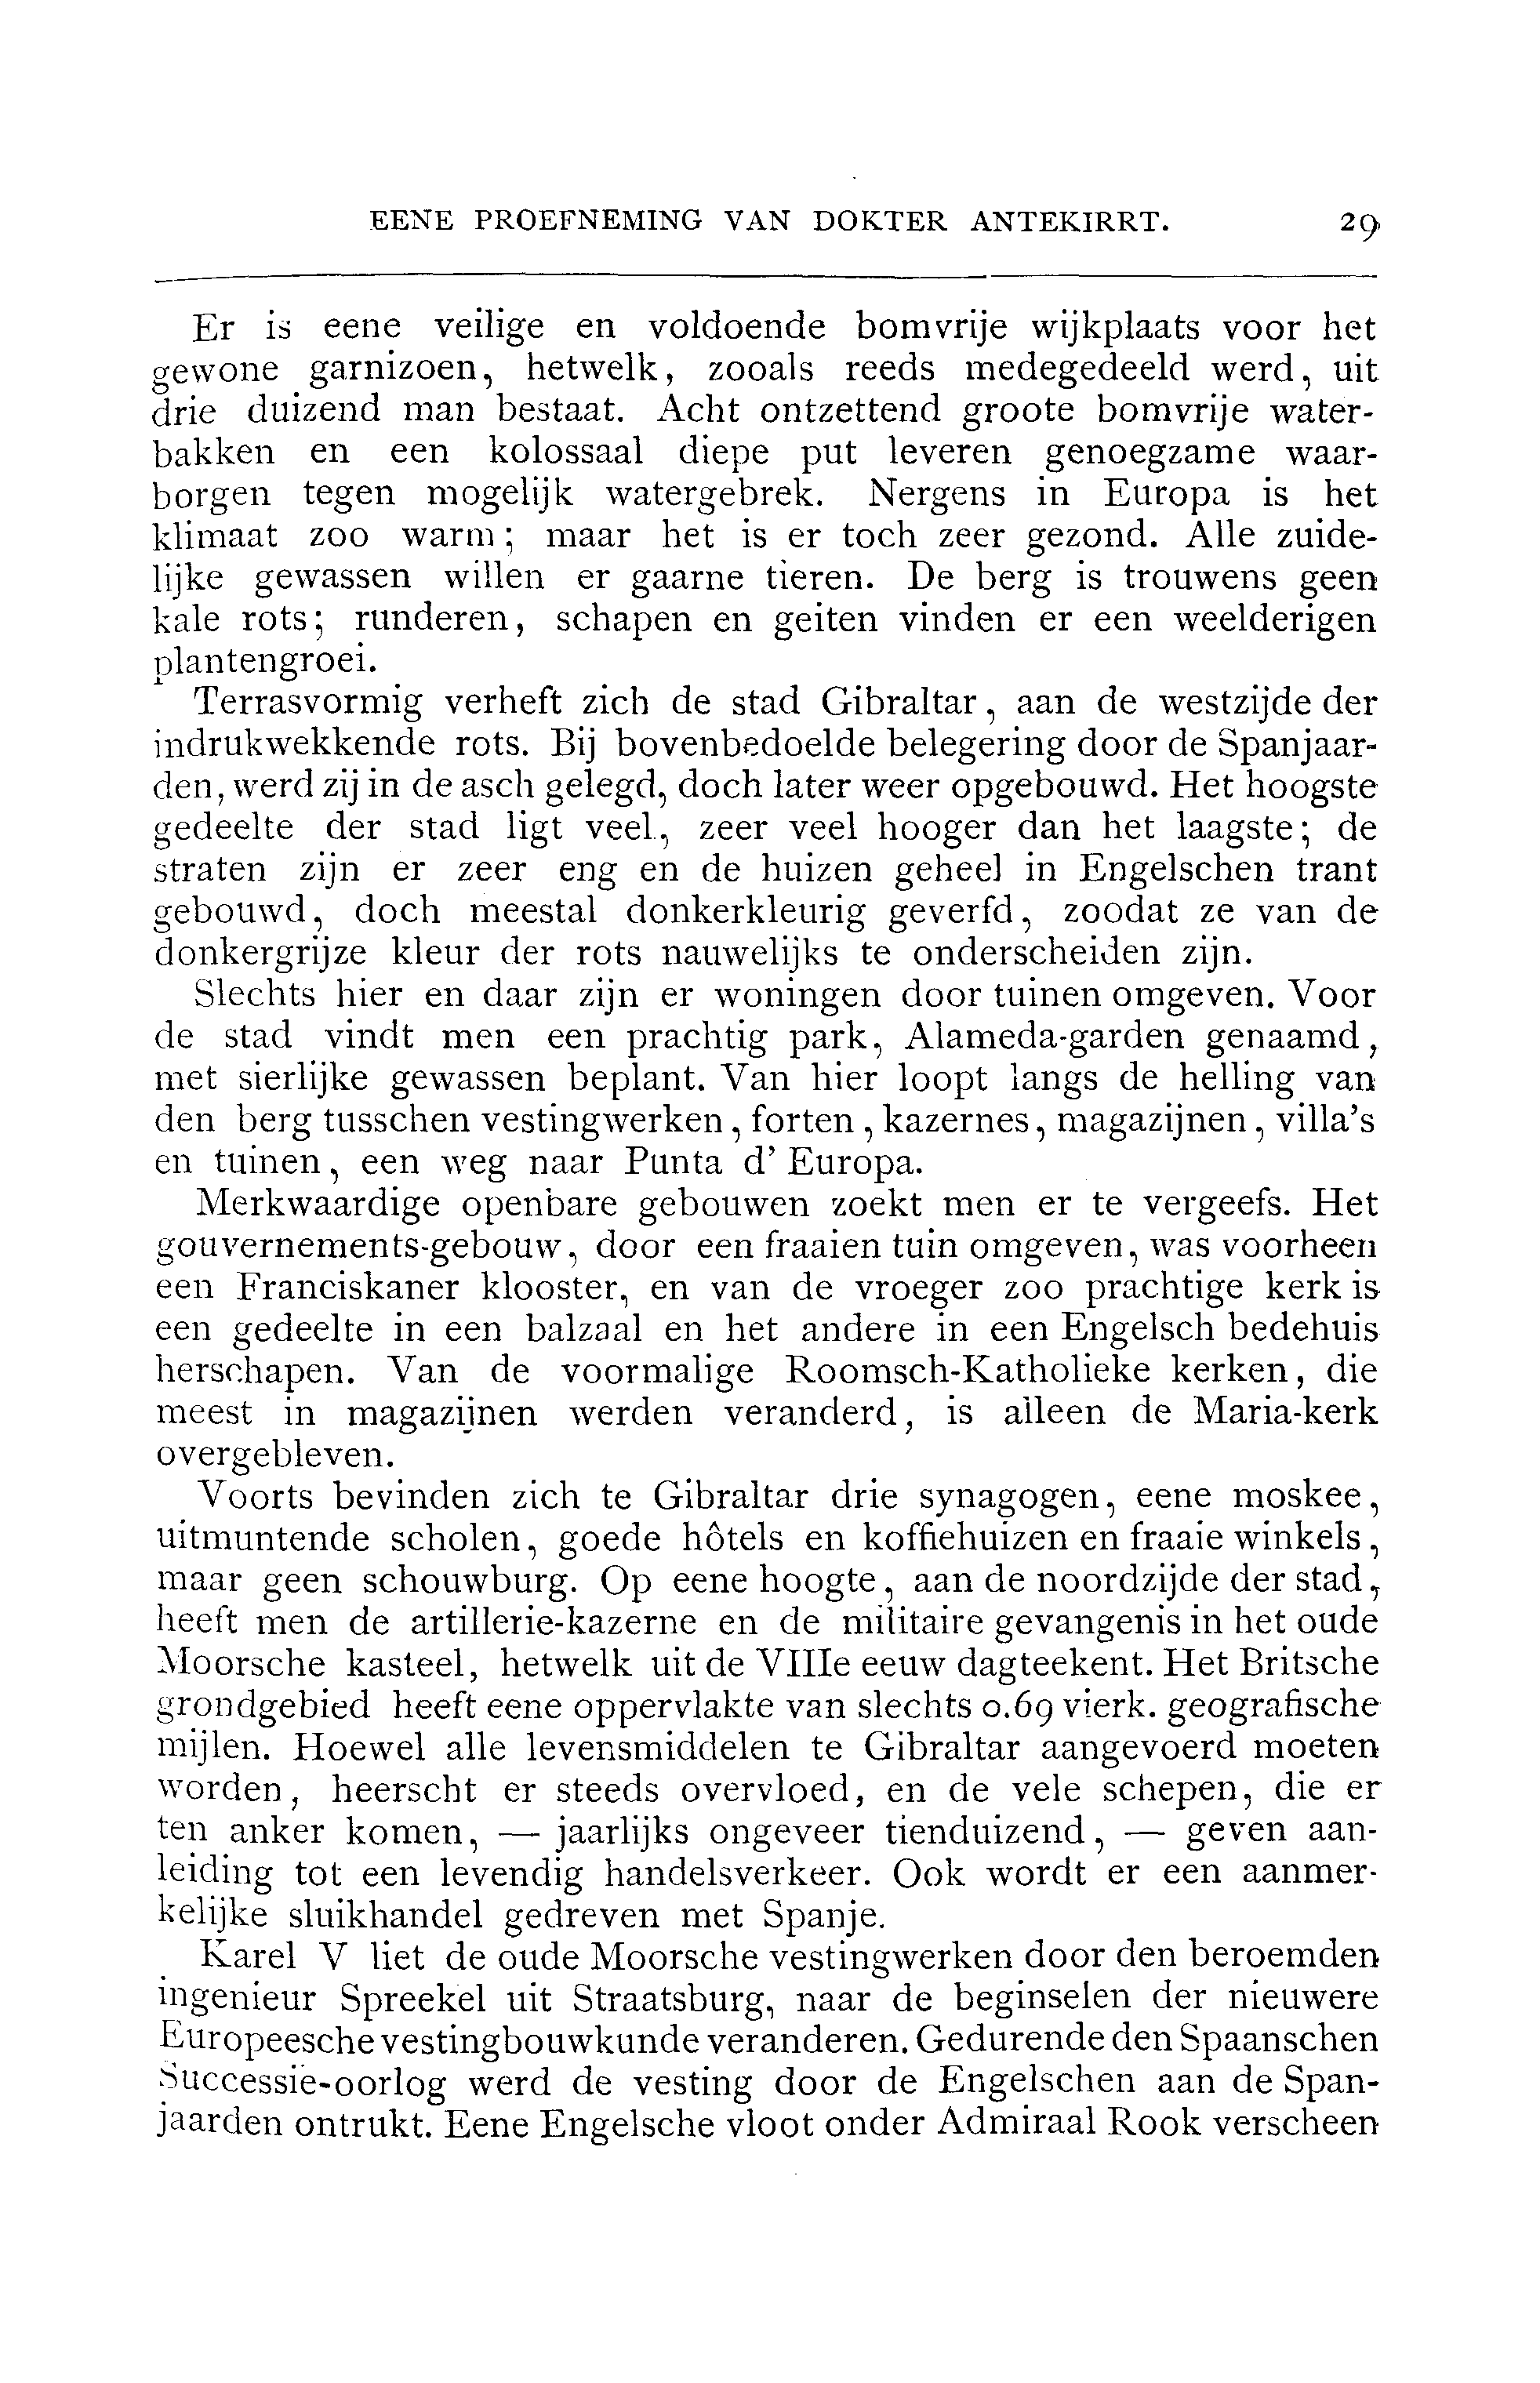 EENE PROEFNEMING VAN DOKTER ANTEKIRRT. 29
Er is eene veilige en voldoende bomvrije wijkplaats voor het
gewone garnizoen, hetwelk, zooals reeds medegedeeld werd, uit
drie duizend man bestaat. Acht ontzettend groote bomvrije water-
bakken en een kolossaal diepe put leveren genoegzame waar-
borgen tegen mogelijk watergebrek. Nergens in Europa is het
klimaat zoo warm; maar het is er toch zeer gezond. Alle zuide-
lijke gewassen willen er gaarne tieren. De berg is trouwens geen
kale rots; runderen, schapen en geiten vinden er een weelderigen
plantengroei.
Terrasvormig verheft zich de stad Gibraltar, aan de westzijde der
indrukwekkende rots. Bij bovenbedoelde belegering door de Spanjaar-
den, werd zij in de asch gelegd, doch later weer opgebouwd. Het hoogste
gedeelte der stad ligt veel, zeer veel hooger dan het laagste; de
straten zijn er zeer eng en de huizen geheel in Engelschen trant
gebouwd, doch meestal donkerkleurig geverfd, zoodat ze van de
donkergrijze kleur der rots nauwelijks te onderscheiden zijn.
Slechts hier en daar zijn er woningen door tuinen omgeven. Voor
de stad vindt men een prachtig park, Alameda-garden genaamd,
met sierlijke gewassen beplant. Van hier loopt langs de helling van
den berg tusschen vestingwerken, forten, kazernes, magazijnen, villa's
en tuinen, een weg naar Punta d' Europa.
Merkwaardige openbare gebouwen zoekt men er te vergeefs. Het
gouvernements-gebouw, door een fraaien tuin omgeven, was voorheen
een Franciskaner klooster, en van de vroeger zoo prachtige kerk is
een gedeelte in een balzaal en het andere in een Engelsch bedehuis
herschapen. Van de voormalige Roomsch-Katholieke kerken, die
meest in magazijnen werden veranderd, is alleen de Maria-kerk
overgebleven.
Voorts bevinden zich te Gibraltar drie synagogen, eene moskee,
uitmuntende scholen, goede hôtels en koffiehuizen en fraaie winkels,
maar geen schouwburg. Op eene hoogte, aan de noordzijde der stad,
heeft men de artillerie-kazerne en de militaire gevangenis in het oude
Moorsche kasteel, hetwelk uit de VIIIe eeuw dagteekent. Het Britsche
grondgebied heeft eene oppervlakte van slechts 0.69 vierk. geografische
mijlen. Hoewel alle levensmiddelen te Gibraltar aangevoerd moeten
worden, heerscht er steeds overvloed, en de vele schepen, die er
ten anker komen, — jaarlijks ongeveer tienduizend, — geven aan-
leiding tot een levendig handelsverkeer. Ook wordt er een aanmer-
kelijke sluikhandel gedreven met Spanje.
Karel V liet de oude Moorsche vestingwerken door den beroemden
ingenieur Spreekel uit Straatsburg, naar de beginselen der nieuwere
Europeesche vestingbouwkunde veranderen. Gedurende den Spaanschen
Successie-oorlog werd de vesting door de Engelschen aan de Span-
jaarden ontrukt. Eene Engelsche vloot onder Admiraal Rook verscheen